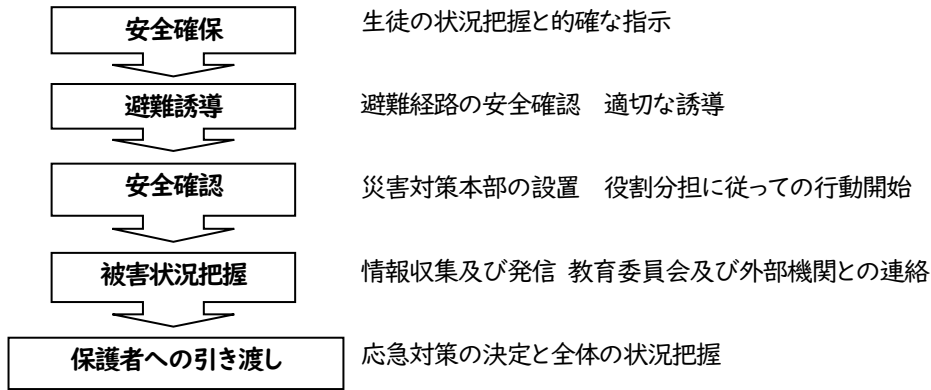 安全確保 生徒の状況把握と的確な指示
避難誘導 避難経路の安全確認 適切な誘導
安全確認 災害対策本部の設置 役割分担に従っての行動開始
被害状況把握 情報収集及び発信 教育委員会及び外部機関との連絡
保護者への引き渡し 応急対策の決定と全体の状況把握